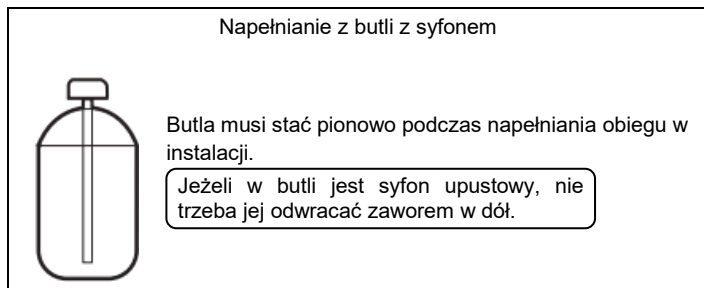 Napełnianie z butli z syfonem
Butla musi stać pionowo podczas napełniania obiegu w
instalacji.
Jeżeli w butli jest syfon upustowy, nie
trzeba jej odwracać zaworem w dół.